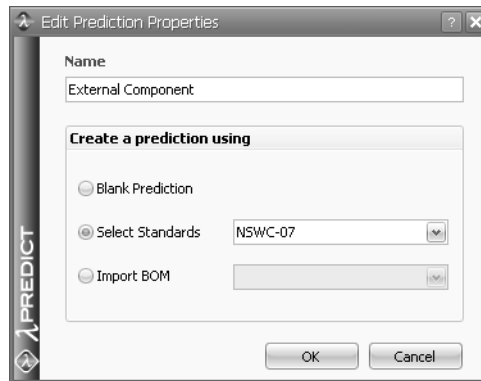 Edit Prediction Properties
Name
External Component
Create a prediction using
Blank Prediction
Select Standards NSWC-07
Import BOM
OK Cancel
λPREDICT